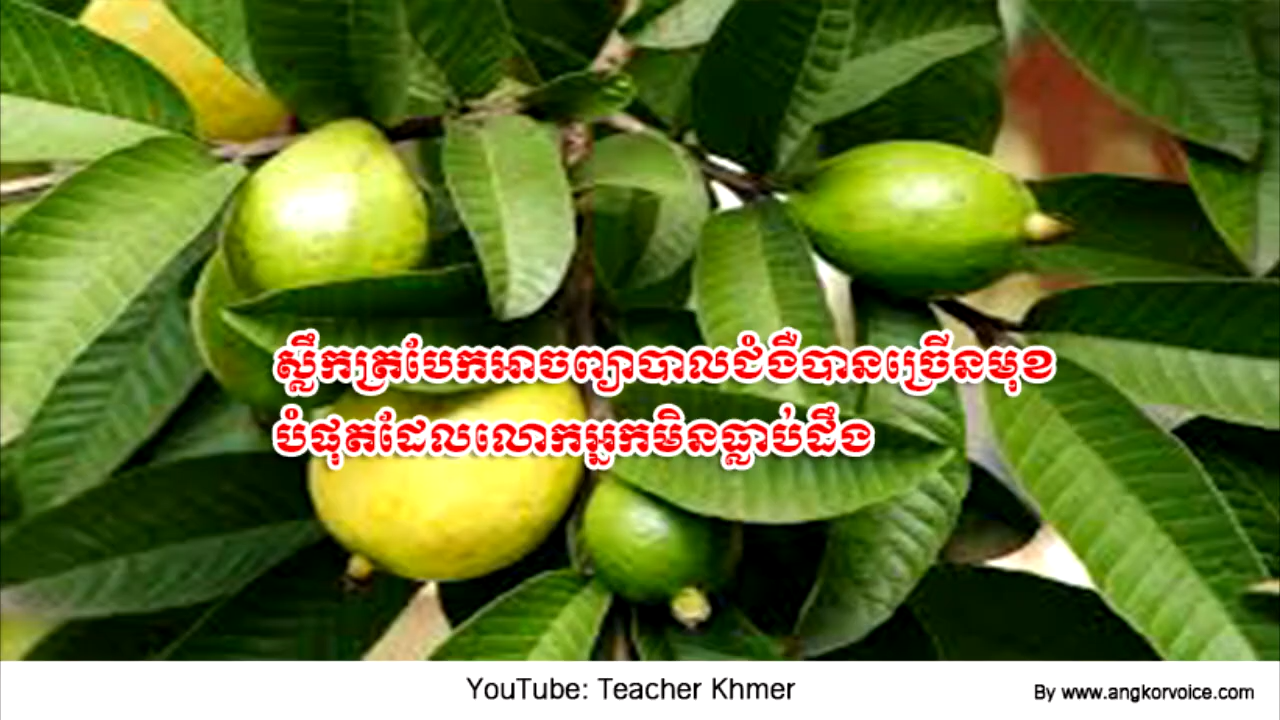 ស្លឹកត្របែកអាចព្យាបាលជំងឺបានច្រើនមុខ
បំផុតដែលលោកអ្នកមិនធ្លាប់ដឹង
YouTube: Teacher Khmer
By www.angkorvoice.com